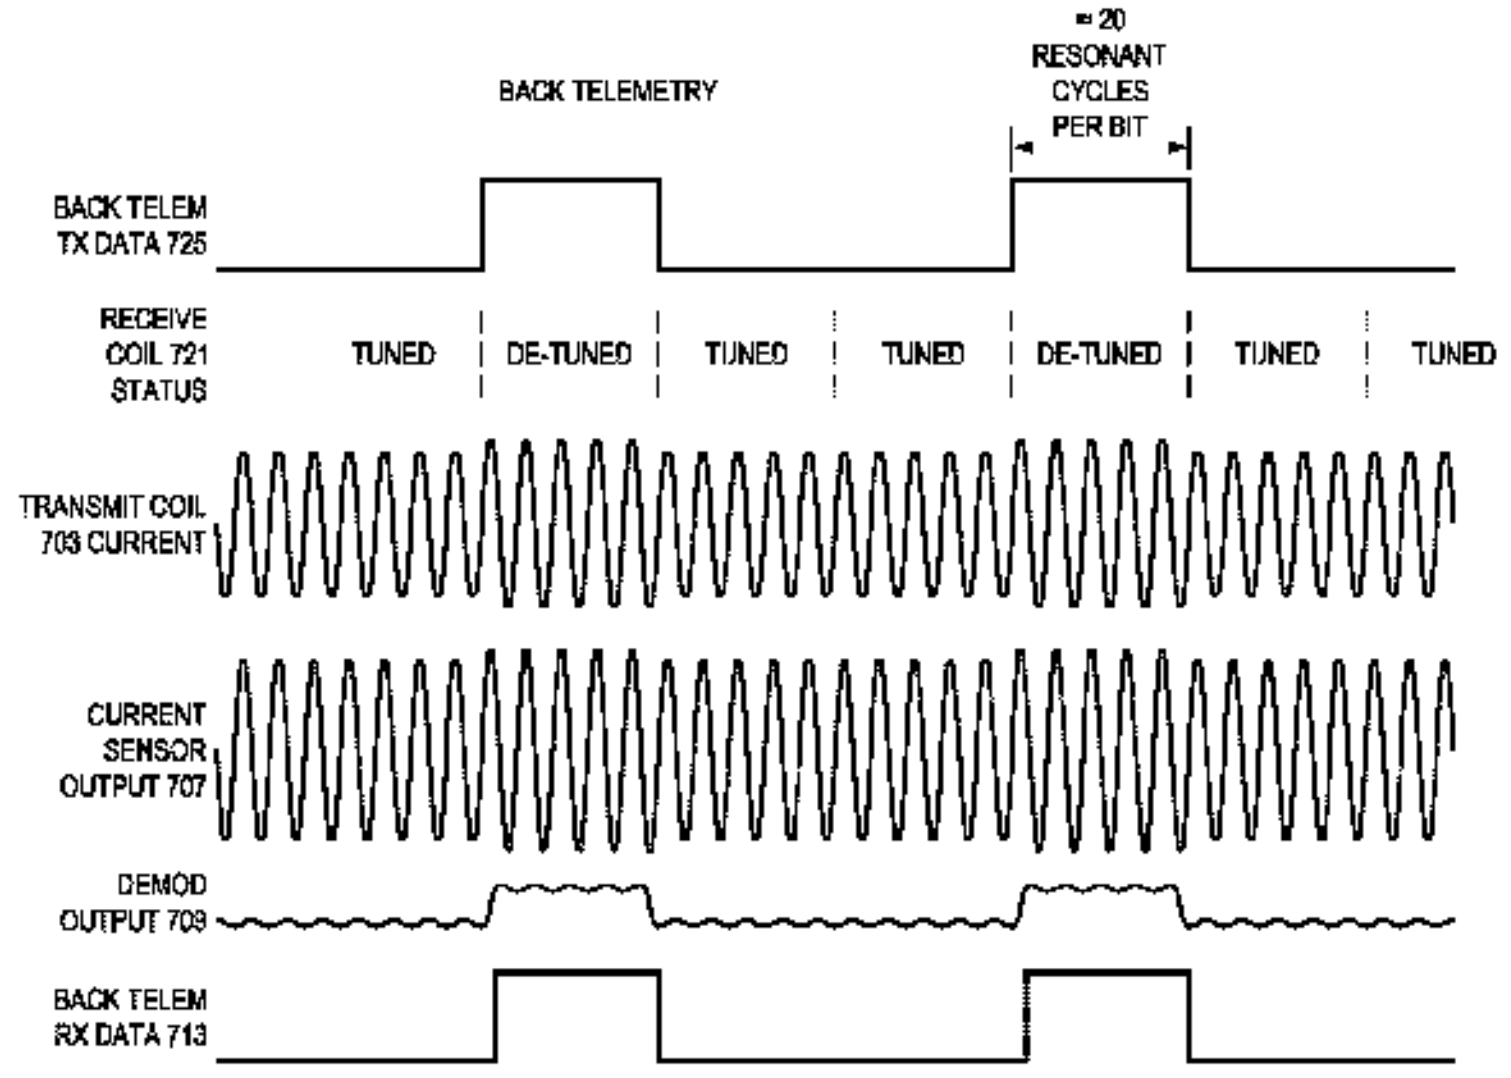 ≈ 20
RESONANT
CYCLES
PER BIT
BACK TELEMETRY
BACK TELEM
TX DATA 725
RECEIVE
COIL 721
STATUS
TUNED DE-TUNED TUNED TUNED DE-TUNED TUNED TUNED
TRANSMIT COIL
703 CURRENT
CURRENT
SENSOR
OUTPUT 707
DEMOD
OUTPUT 709
BACK TELEM
RX DATA 713